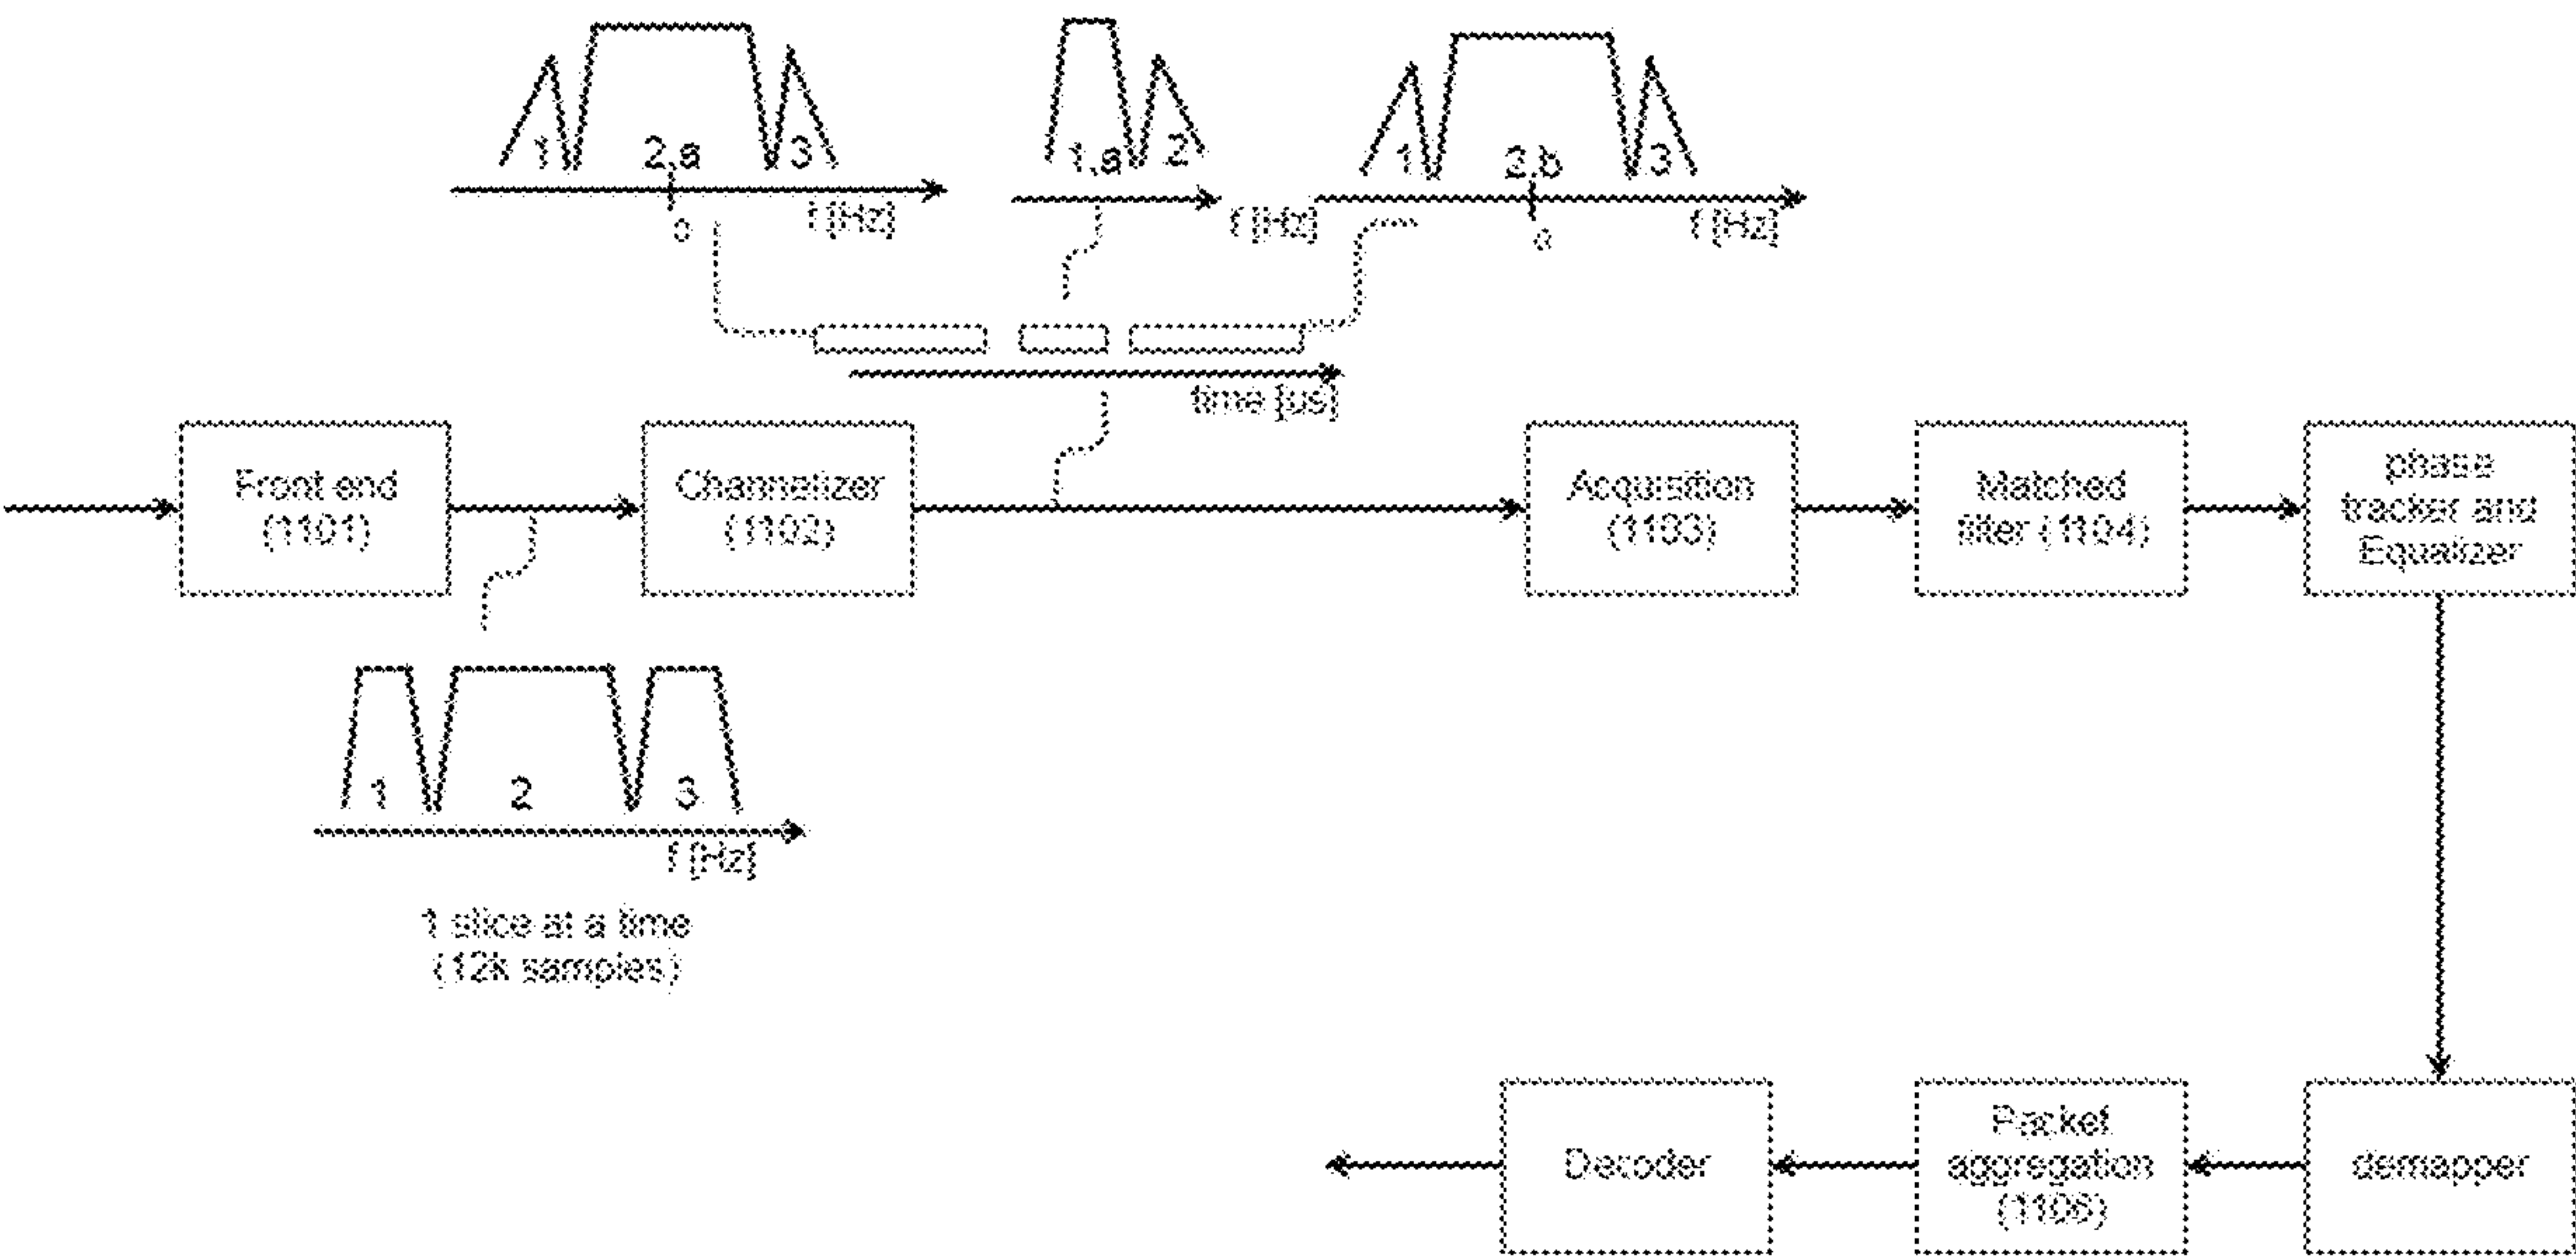 1 2.a 3
0 f [Hz]
1.a 2
f [Hz]
1 2.b 3
0 f [Hz]
time [us]
Front end
(1101)
Channelizer
(1102)
Acquisition
(1103)
Matched
filter (1104)
phase
tracker and
Equalizer
1 2 3
f [Hz]
1 slice at a time
(12k samples)
Decoder
Packet
aggregation
(1106)
demapper